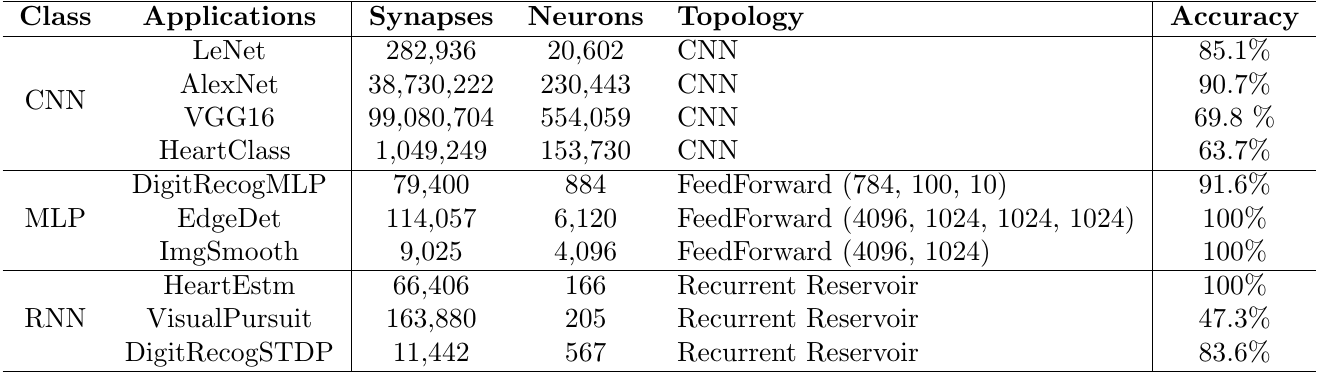 Class Applications Synapses Neurons Topology Accuracy
CNN
LeNet 282,936 20,602 CNN 85.1%
AlexNet 38,730,222 230,443 CNN 90.7%
VGG16 99,080,704 554,059 CNN 69.8 %
HeartClass 1,049,249 153,730 CNN 63.7%
MLP
DigitRecogMLP 79,400 884 FeedForward (784, 100, 10) 91.6%
EdgeDet 114,057 6,120 FeedForward (4096, 1024, 1024, 1024) 100%
ImgSmooth 9,025 4,096 FeedForward (4096, 1024) 100%
RNN
HeartEstm 66,406 166 Recurrent Reservoir 100%
VisualPursuit 163,880 205 Recurrent Reservoir 47.3%
DigitRecogSTDP 11,442 567 Recurrent Reservoir 83.6%